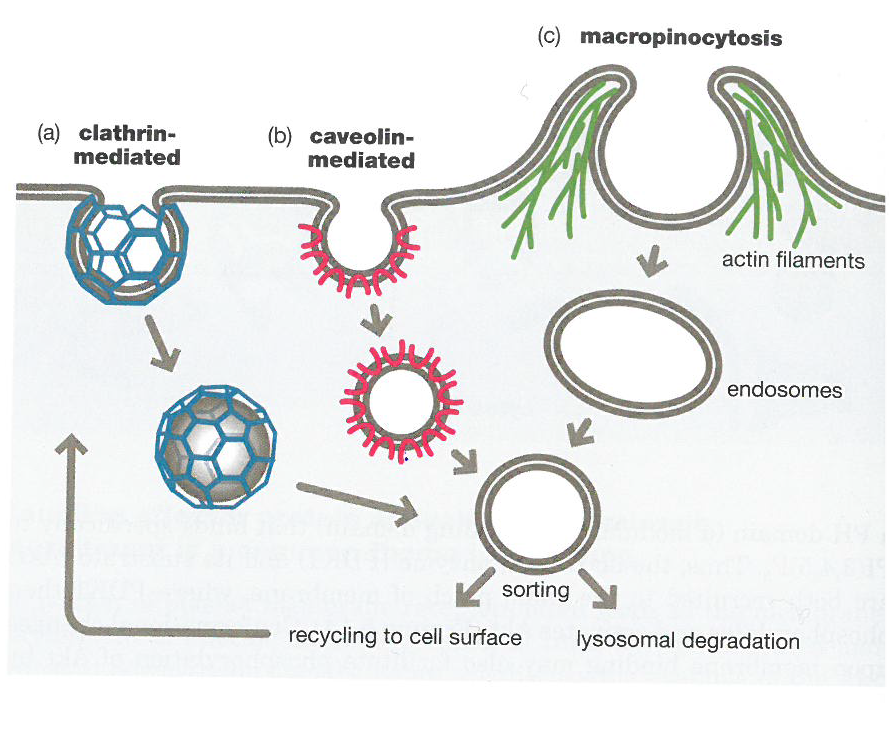 (c) macropinocytosis
(a) clathrin-
mediated
(b) caveolin-
mediated
actin filaments
endosomes
sorting
recycling to cell surface
lysosomal degradation